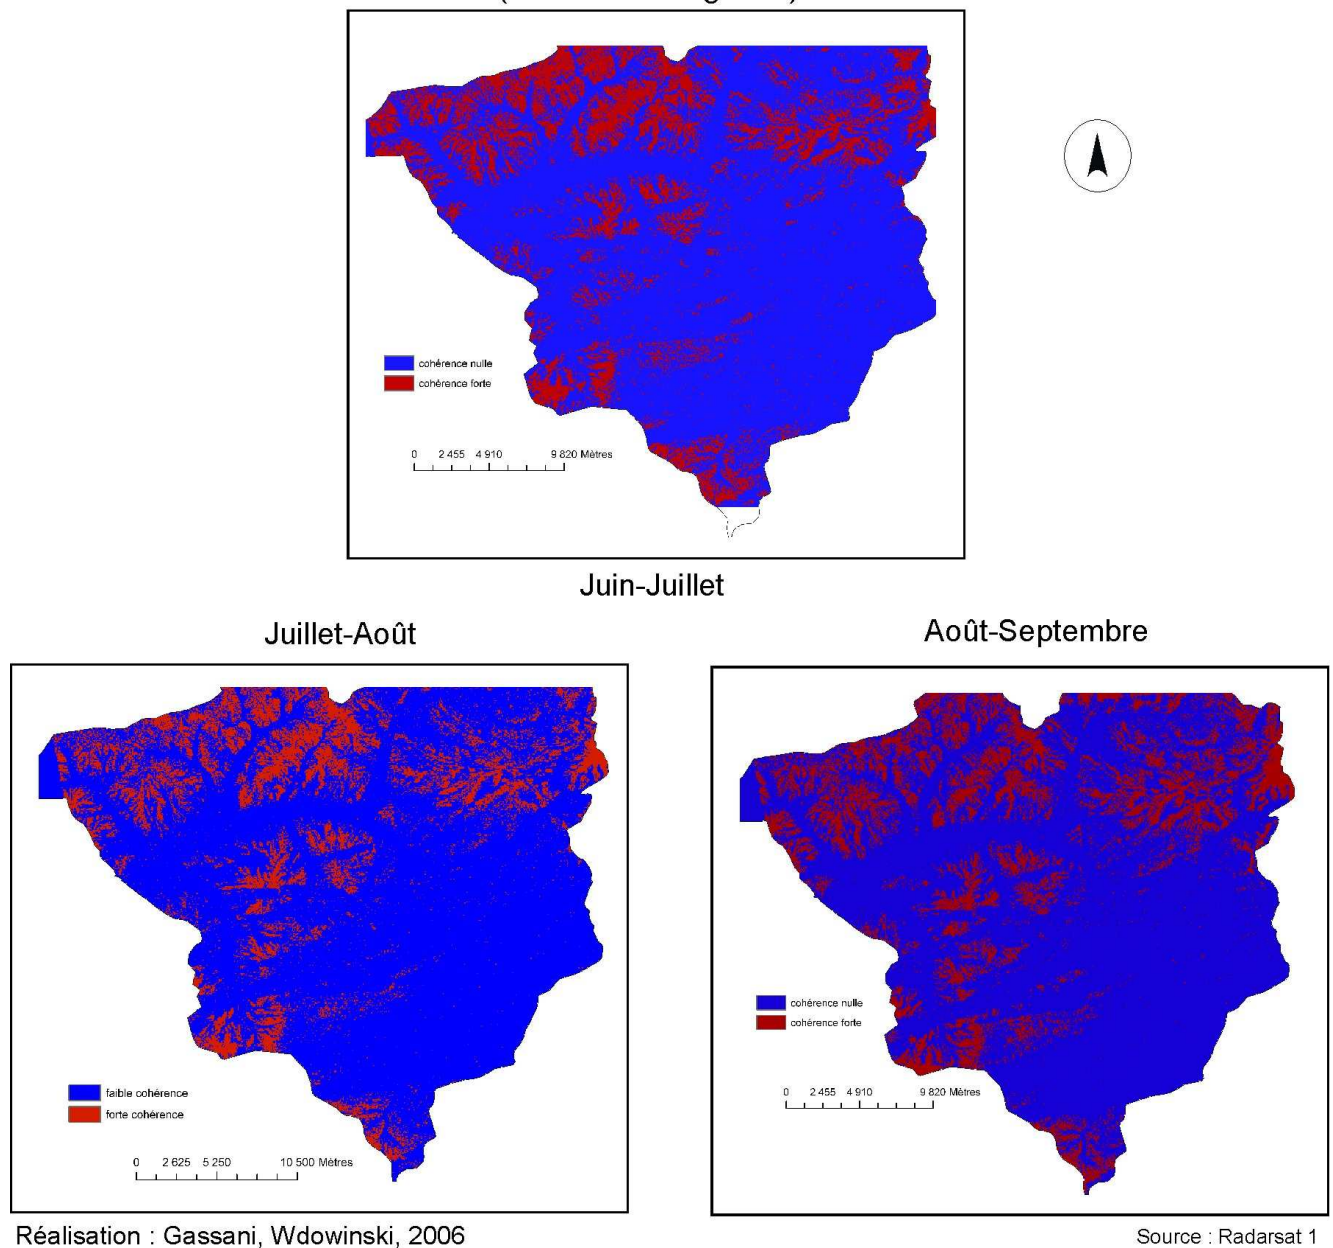 cohérence nulle
cohérence forte
0 2 455 4 910 9 820 Mètres
Juin-Juillet
Juillet-Août
Août-Septembre
faible cohérence
forte cohérence
0 2 625 5 250 10 500 Mètres
cohérence nulle
cohérence forte
0 2 455 4 910 9 820 Mètres
Réalisation : Gassani, Wdowinski, 2006
Source : Radarsat 1